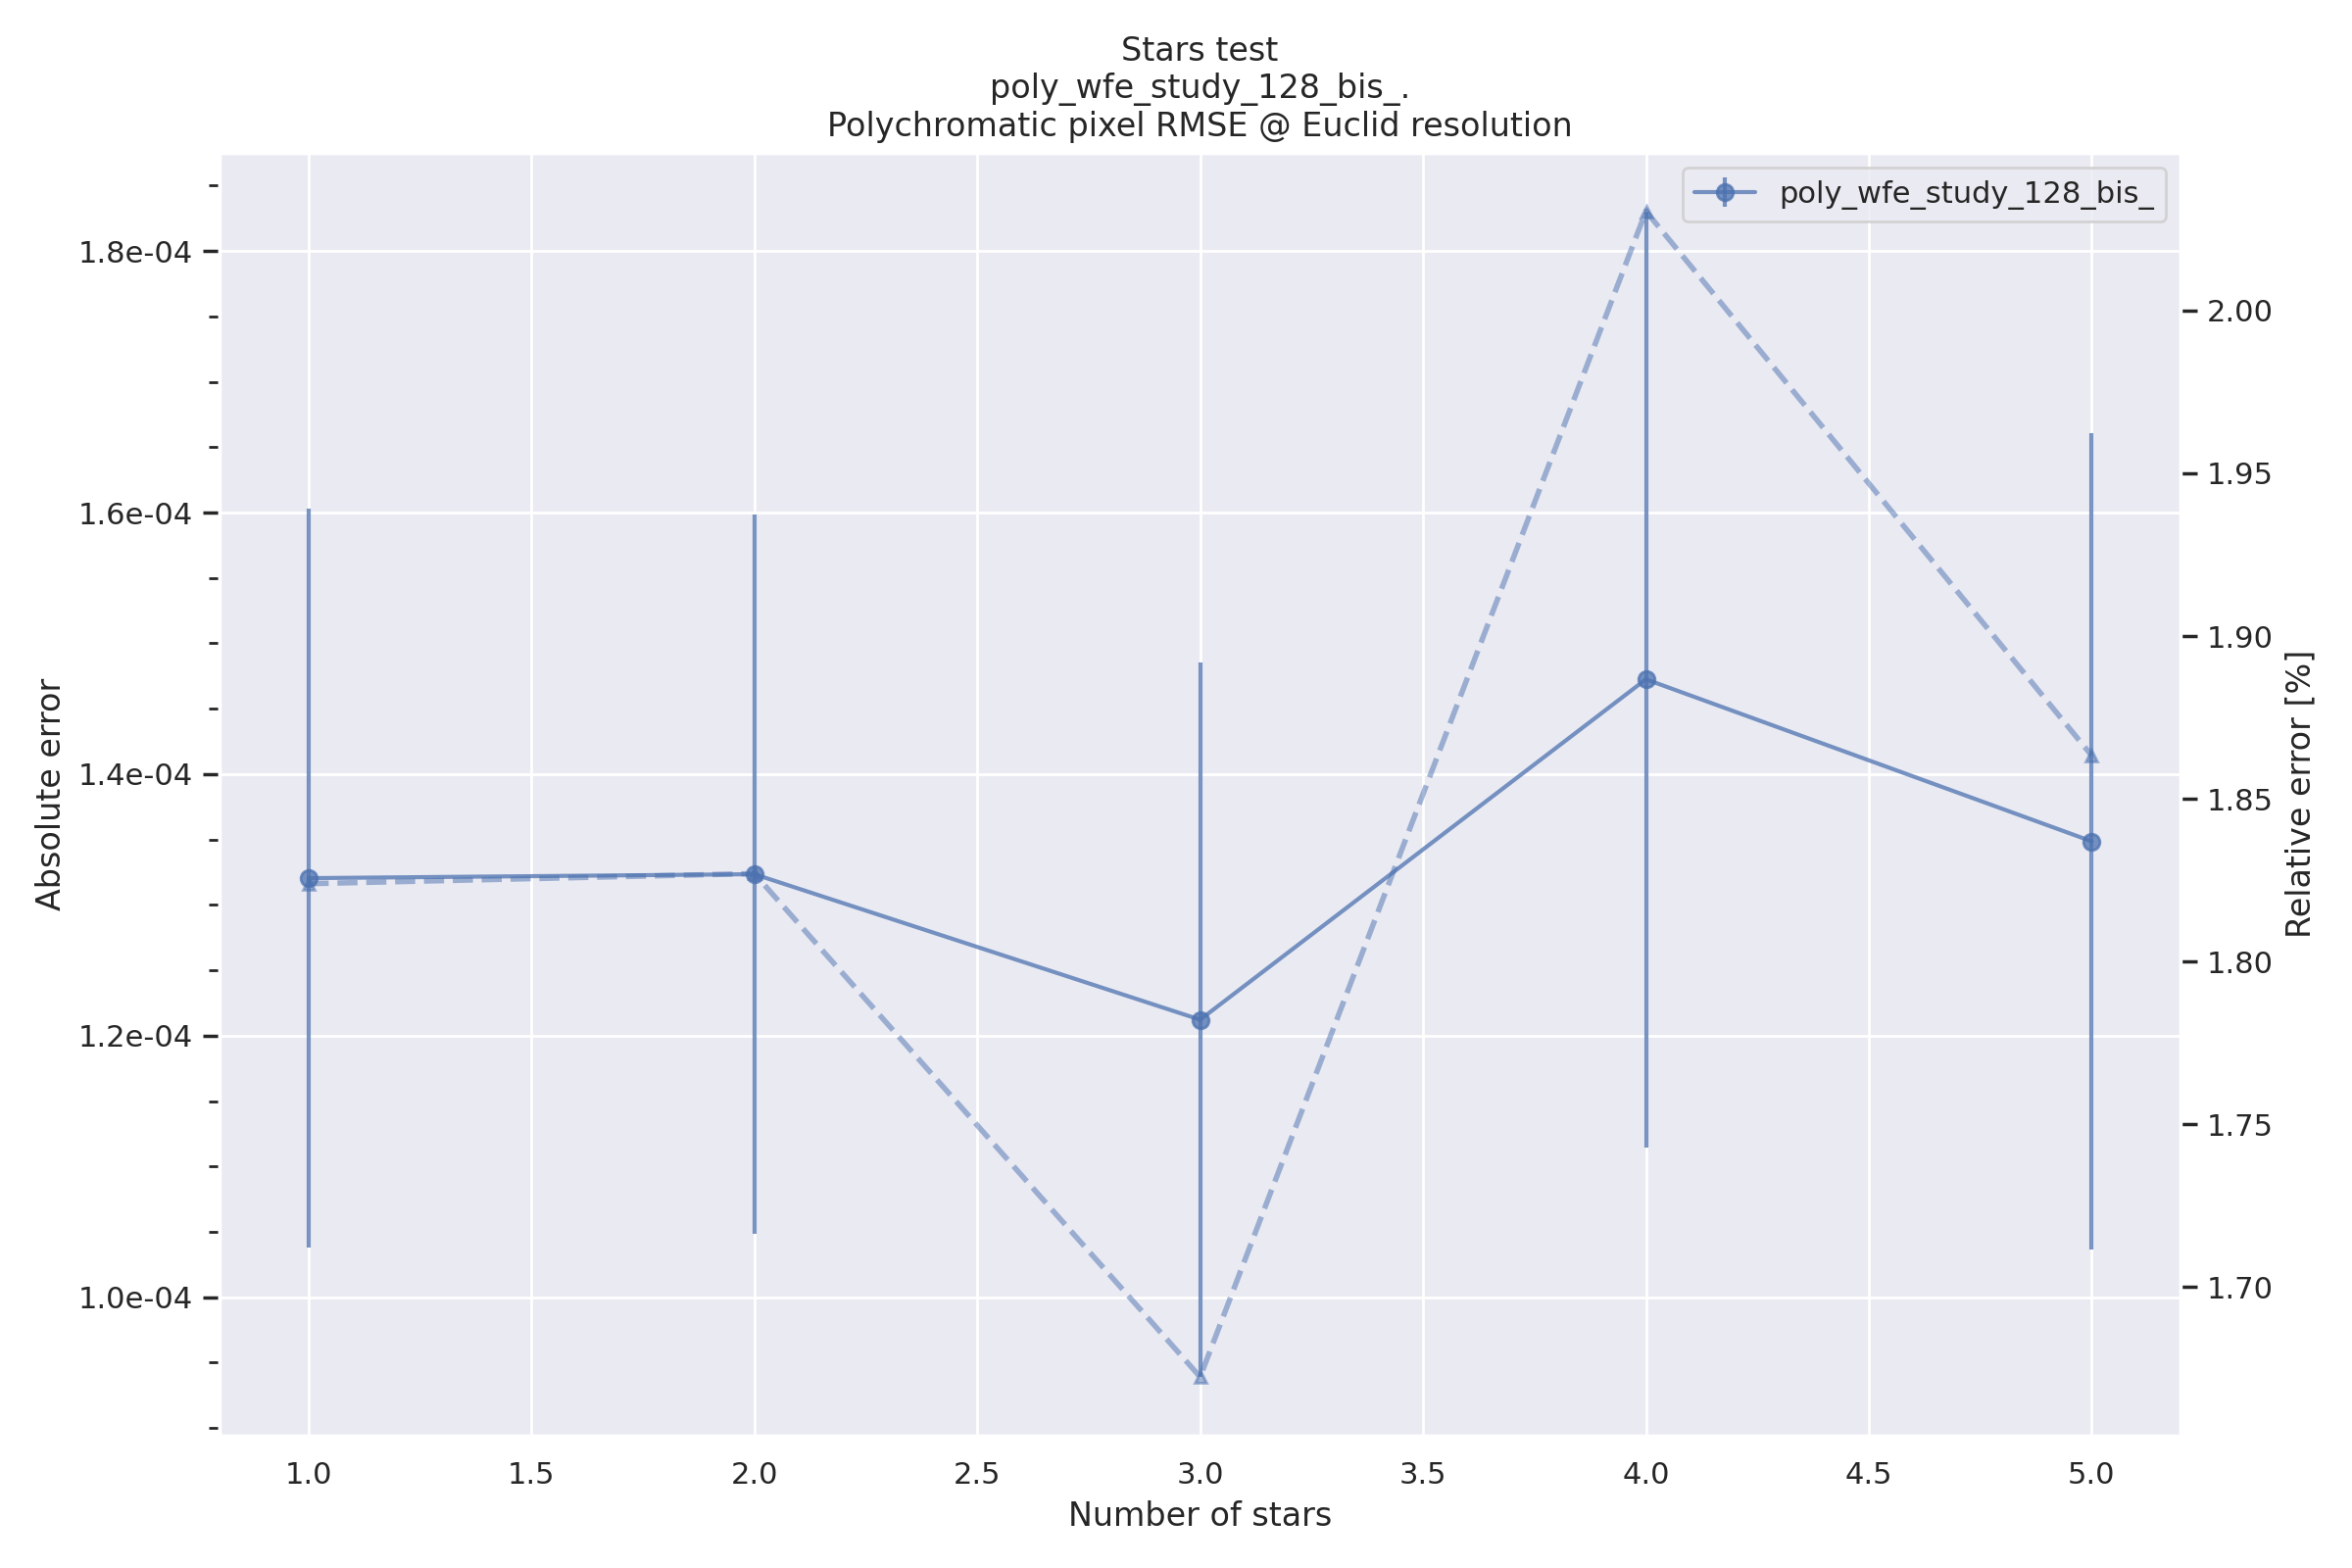 Stars test
poly_wfe_study_128_bis_.
Polychromatic pixel RMSE @ Euclid resolution
poly_wfe_study_128_bis_
Absolute error
1.8e-04
1.6e-04
1.4e-04
1.2e-04
1.0e-04
Relative error [%]
2.00
1.95
1.90
1.85
1.80
1.75
1.70
1.0 1.5 2.0 2.5 3.0 3.5 4.0 4.5 5.0
Number of stars